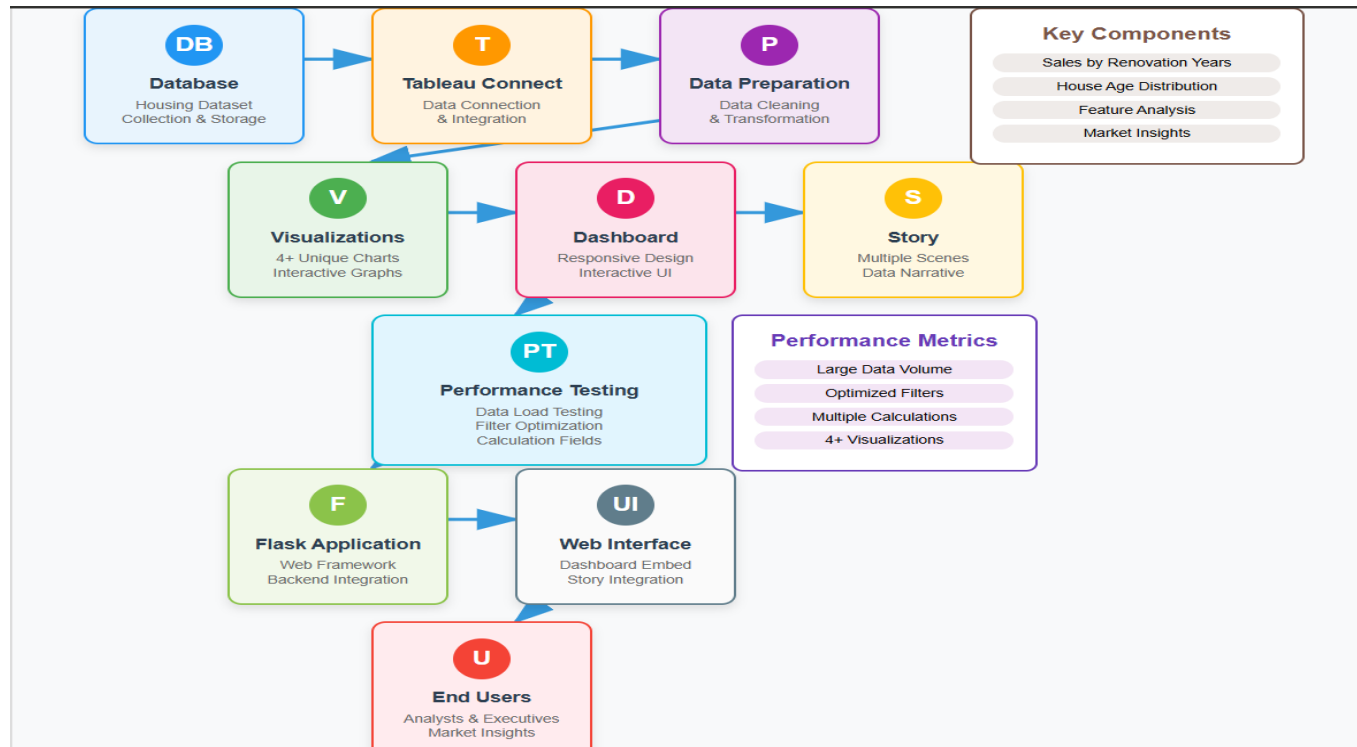 DB
Database
Housing Dataset
Collection & Storage
T
Tableau Connect
Data Connection
& Integration
P
Data Preparation
Data Cleaning
& Transformation
Key Components
Sales by Renovation Years
House Age Distribution
Feature Analysis
Market Insights
V
Visualizations
4+ Unique Charts
Interactive Graphs
D
Dashboard
Responsive Design
Interactive UI
S
Story
Multiple Scenes
Data Narrative
PT
Performance Testing
Data Load Testing
Filter Optimization
Calculation Fields
Performance Metrics
Large Data Volume
Optimized Filters
Multiple Calculations
4+ Visualizations
F
Flask Application
Web Framework
Backend Integration
UI
Web Interface
Dashboard Embed
Story Integration
U
End Users
Analysts & Executives
Market Insights